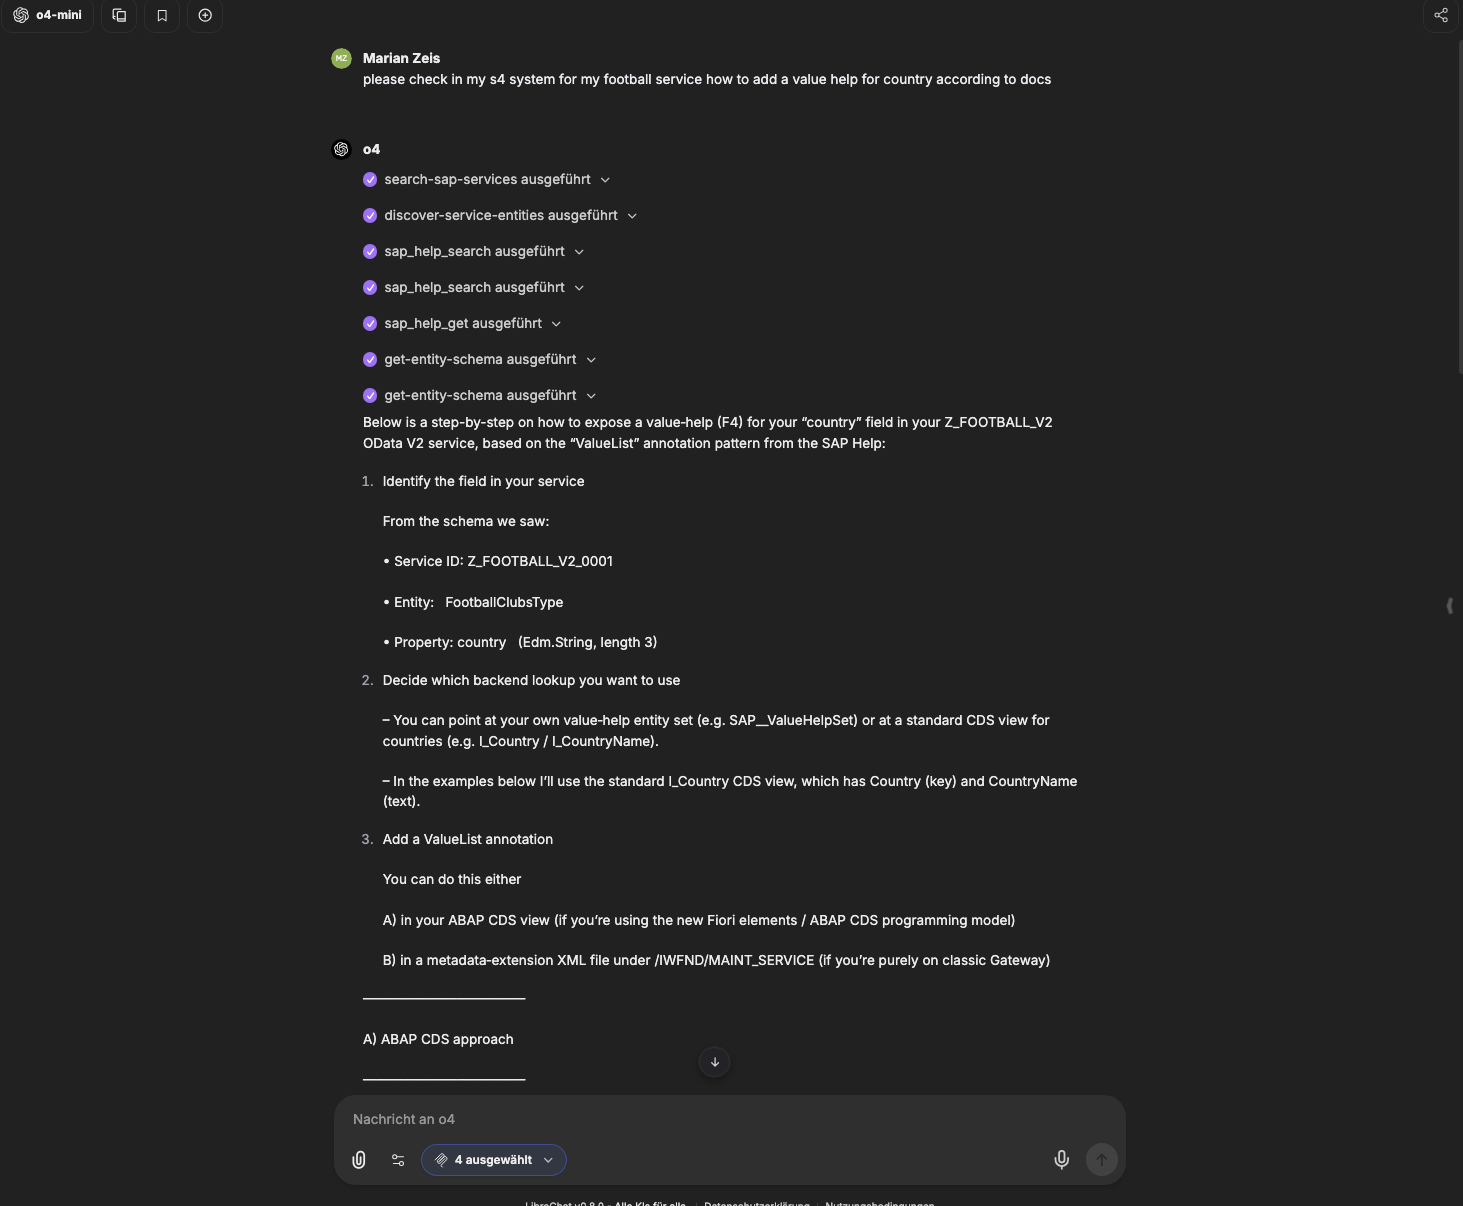 o4-mini
MZ
Marian Zeis
please check in my s4 system for my football service how to add a value help for country according to docs
o4
search-sap-services ausgeführt
discover-service-entities ausgeführt
sap_help_search ausgeführt
sap_help_search ausgeführt
sap_help_get ausgeführt
get-entity-schema ausgeführt
get-entity-schema ausgeführt
Below is a step-by-step on how to expose a value-help (F4) for your “country” field in your Z_FOOTBALL_V2
OData V2 service, based on the “ValueList” annotation pattern from the SAP Help:
1. Identify the field in your service
From the schema we saw:
• Service ID: Z_FOOTBALL_V2_0001
• Entity: FootballClubsType
• Property: country (Edm.String, length 3)
2. Decide which backend lookup you want to use
– You can point at your own value-help entity set (e.g. SAP__ValueHelpSet) or at a standard CDS view for
countries (e.g. I_Country / I_CountryName).
– In the examples below I’ll use the standard I_Country CDS view, which has Country (key) and CountryName
(text).
3. Add a ValueList annotation
You can do this either
A) in your ABAP CDS view (if you’re using the new Fiori elements / ABAP CDS programming model)
B) in a metadata-extension XML file under /IWFND/MAINT_SERVICE (if you’re purely on classic Gateway)
A) ABAP CDS approach
Nachricht an o4
4 ausgewählt
LibreChat v0.8.0 - Alle KIs für alle. Datenschutzerklärung Nutzungsbedingungen